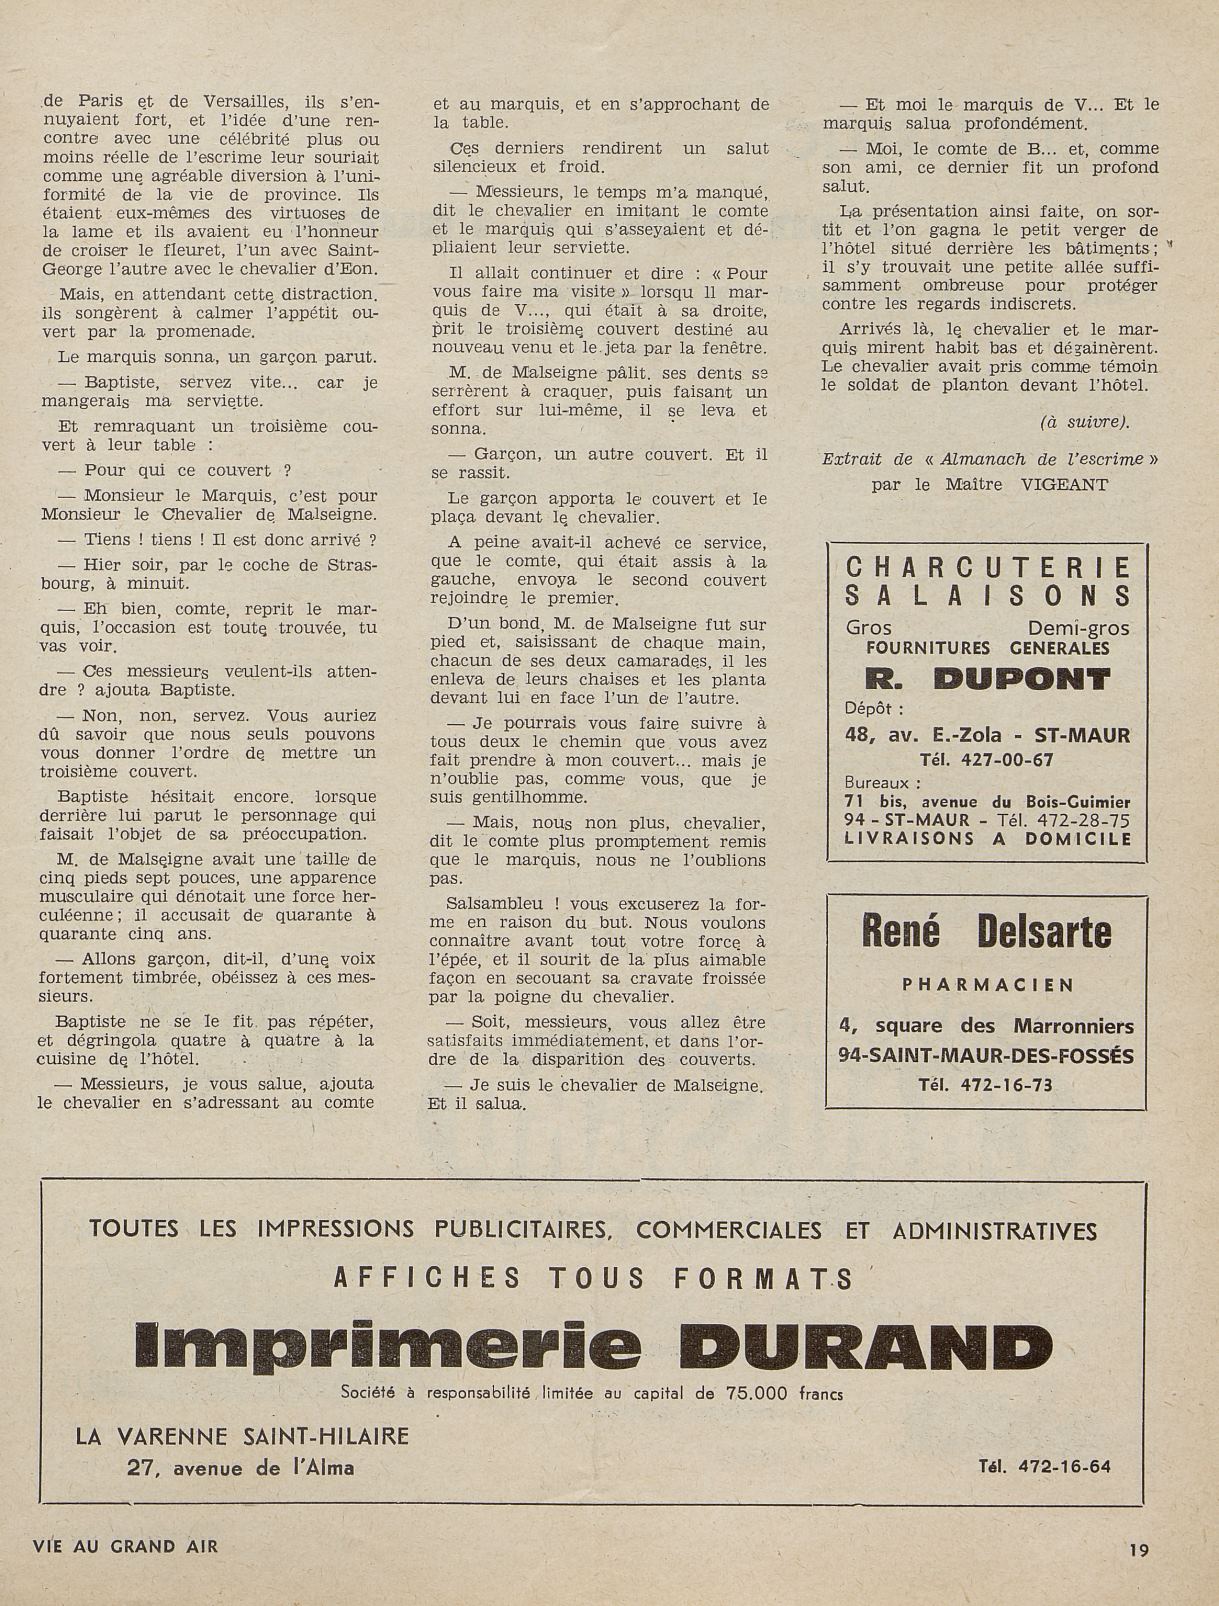 de Paris et de Versailles, ils s'en-
nuyaient fort, et l'idée d'une ren-
contre avec une célébrité plus ou
moins réelle de l'escrime leur souriait
comme une agréable diversion à l'uni-
formité de la vie de province. Ils
étaient eux-mêmes des virtuoses de
la lame et ils avaient eu l'honneur
de croiser le fleuret, l'un avec Saint-
George l'autre avec le chevalier d'Eon.
Mais, en attendant cette distraction,
ils songèrent à calmer l'appétit ou-
vert par la promenade.
Le marquis sonna, un garçon parut.
— Baptiste, servez vite... car je
mangerais ma serviette.
Et remraquant un troisième cou-
vert à leur table :
— Pour qui ce couvert ?
— Monsieur le Marquis, c'est pour
Monsieur le Chevalier de Malseigne.
— Tiens ! tiens ! Il est donc arrivé ?
— Hier soir, par le coche de Stras-
bourg, à minuit.
— Eh bien, comte, reprit le mar-
quis, l'occasion est toute trouvée, tu
vas voir.
— Ces messieurs veulent-ils atten-
dre ? ajouta Baptiste.
— Non, non, servez. Vous auriez
dû savoir que nous seuls pouvons
vous donner l'ordre de mettre un
troisième couvert.
Baptiste hésitait encore, lorsque
derrière lui parut le personnage qui
faisait l'objet de sa préoccupation.
M. de Malseigne avait une taille de
cinq pieds sept pouces, une apparence
musculaire qui dénotait une force her-
culéenne ; il accusait de quarante à
quarante cinq ans.
— Allons garçon, dit-il, d'une voix
fortement timbrée, obéissez à ces mes-
sieurs.
Baptiste ne se le fit pas répéter,
et dégringola quatre à quatre à la
cuisine de l'hôtel.
— Messieurs, je vous salue, ajouta
le chevalier en s'adressant au comte
et au marquis, et en s'approchant de
la table.
Ces derniers rendirent un salut
silencieux et froid.
— Messieurs, le temps m'a manqué,
dit le chevalier en imitant le comte
et le marquis qui s'asseyaient et dé-
pliaient leur serviette.
Il allait continuer et dire : « Pour
vous faire ma visite » lorsqu ll mar-
quis de V..., qui était à sa droite,
prit le troisième couvert destiné au
nouveau venu et le jeta par la fenêtre.
M. de Malseigne pâlit. ses dents se
serrèrent à craquer, puis faisant un
effort sur lui-même, il se leva et
sonna.
— Garçon, un autre couvert. Et il
se rassit.
Le garçon apporta le couvert et le
plaça devant le chevalier.
A peine avait-il achevé ce service,
que le comte, qui était assis à la
gauche, envoya le second couvert
rejoindre le premier.
D'un bond, M. de Malseigne fut sur
pied et, saisissant de chaque main,
chacun de ses deux camarades, il les
enleva de leurs chaises et les planta
devant lui en face l'un de l'autre.
— Je pourrais vous faire suivre à
tous deux le chemin que vous avez
fait prendre à mon couvert... mais je
n'oublie pas, comme vous, que je
suis gentilhomme.
— Mais, nous non plus, chevalier,
dit le comte plus promptement remis
que le marquis, nous ne l'oublions
pas.
Salsambleu ! vous excuserez la for-
me en raison du but. Nous voulons
connaître avant tout votre force à
l'épée, et il sourit de la plus aimable
façon en secouant sa cravate froissée
par la poigne du chevalier.
— Soit, messieurs, vous allez être
satisfaits immédiatement, et dans l'or-
dre de la disparition des couverts.
— Je suis le chevalier de Malseigne.
Et il salua.
— Et moi le marquis de V... Et le
marquis salua profondément.
— Moi, le comte de B... et, comme
son ami, ce dernier fit un profond
salut.
La présentation ainsi faite, on sor-
tit et l'on gagna le petit verger de
l'hôtel situé derrière les bâtiments ;
il s'y trouvait une petite allée suffi-
samment ombreuse pour protéger
contre les regards indiscrets.
Arrivés là, le chevalier et le mar-
quis mirent habit bas et dégainèrent.
Le chevalier avait pris comme témoin
le soldat de planton devant l'hôtel.
(à suivre).
Extrait de « Almanach de l'escrime »
par le Maître VIGEANT
CHARCUTERIE
SALAISONS
Gros Demi-gros
FOURNITURES GENERALES
R. DUPONT
Dépôt :
48, av. E.-Zola - ST-MAUR
Tél. 427-00-67
Bureaux :
71 bis, avenue du Bois-Guimier
94 - ST-MAUR - Tél. 472-28-75
LIVRAISONS A DOMICILE
René Delsarte
PHARMACIEN
4, square des Marronniers
94-SAINT-MAUR-DES-FOSSÉS
Tél. 472-16-73
TOUTES LES IMPRESSIONS PUBLICITAIRES, COMMERCIALES ET ADMINISTRATIVES
AFFICHES TOUS FORMATS
Imprimerie DURAND
Société à responsabilité limitée au capital de 75.000 francs
LA VARENNE SAINT-HILAIRE
27, avenue de l'Alma
Tél. 472-16-64
VIE AU GRAND AIR
19